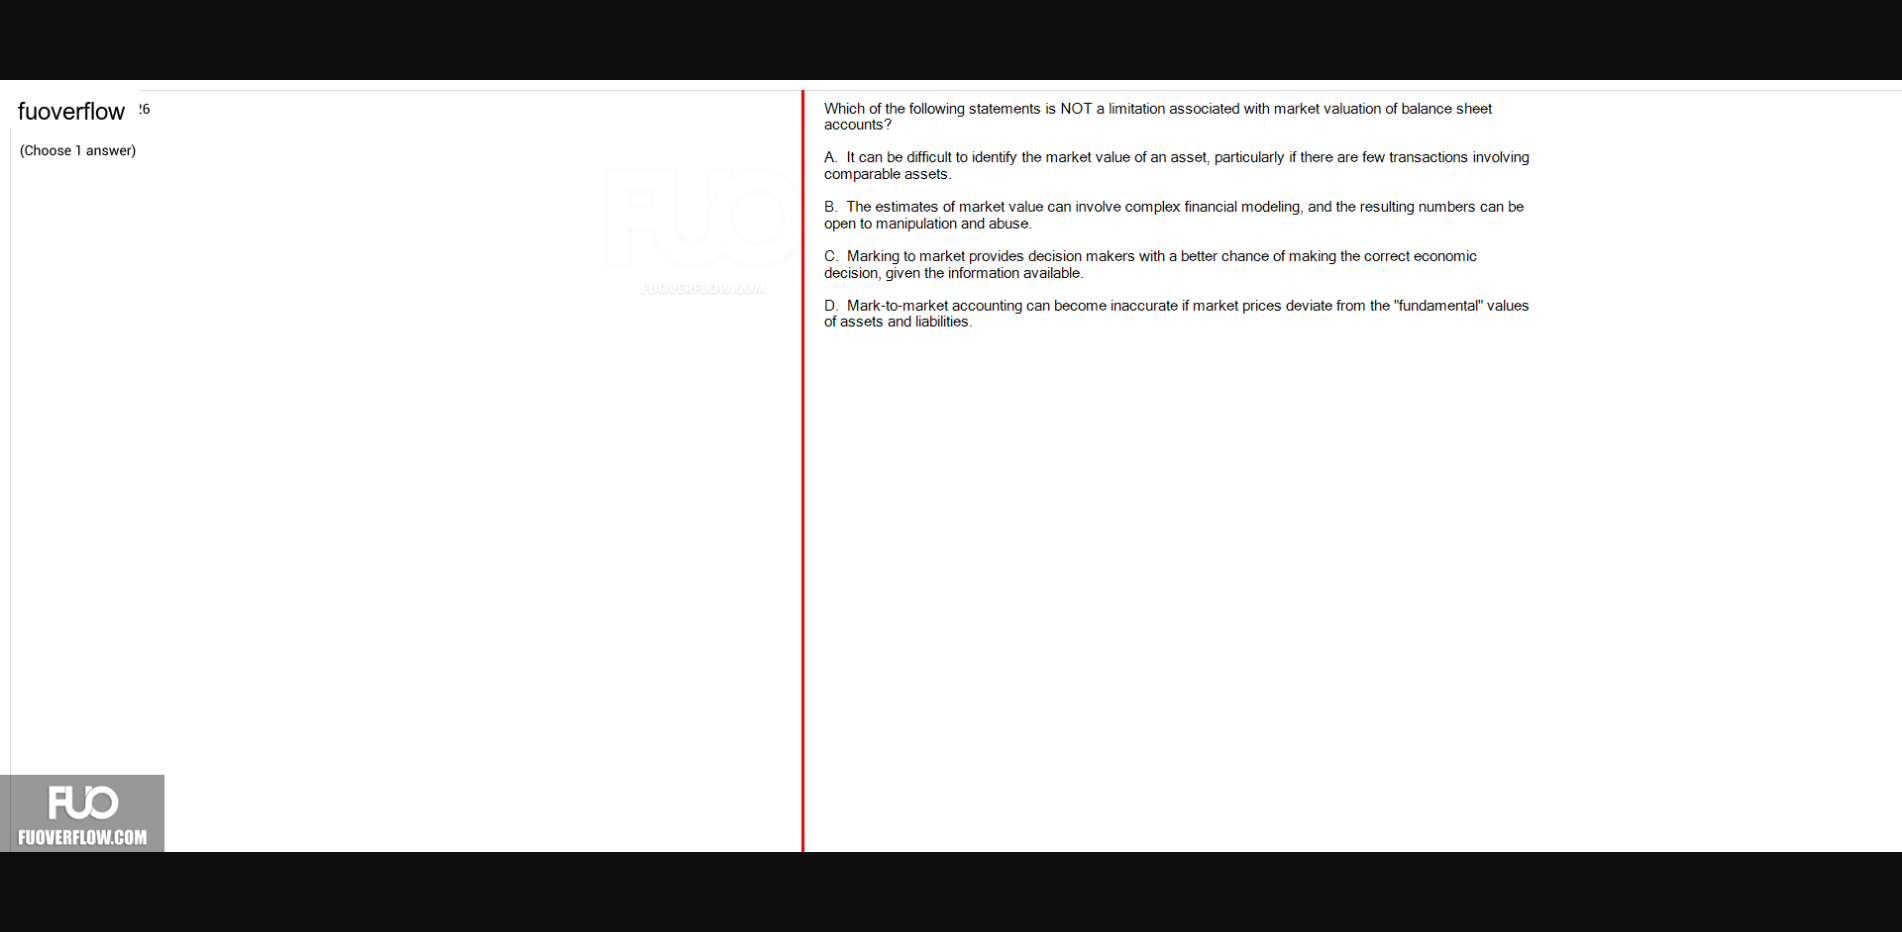 fuoverflow
26
(Choose 1 answer)
FUO
FUOVERFLOW.COM
Which of the following statements is NOT a limitation associated with market valuation of balance sheet
accounts?
A. It can be difficult to identify the market value of an asset, particularly if there are few transactions involving
comparable assets.
B. The estimates of market value can involve complex financial modeling, and the resulting numbers can be
open to manipulation and abuse.
C. Marking to market provides decision makers with a better chance of making the correct economic
decision, given the information available.
D. Mark-to-market accounting can become inaccurate if market prices deviate from the "fundamental" values
of assets and liabilities.
FUO
FUOVERFLOW.COM